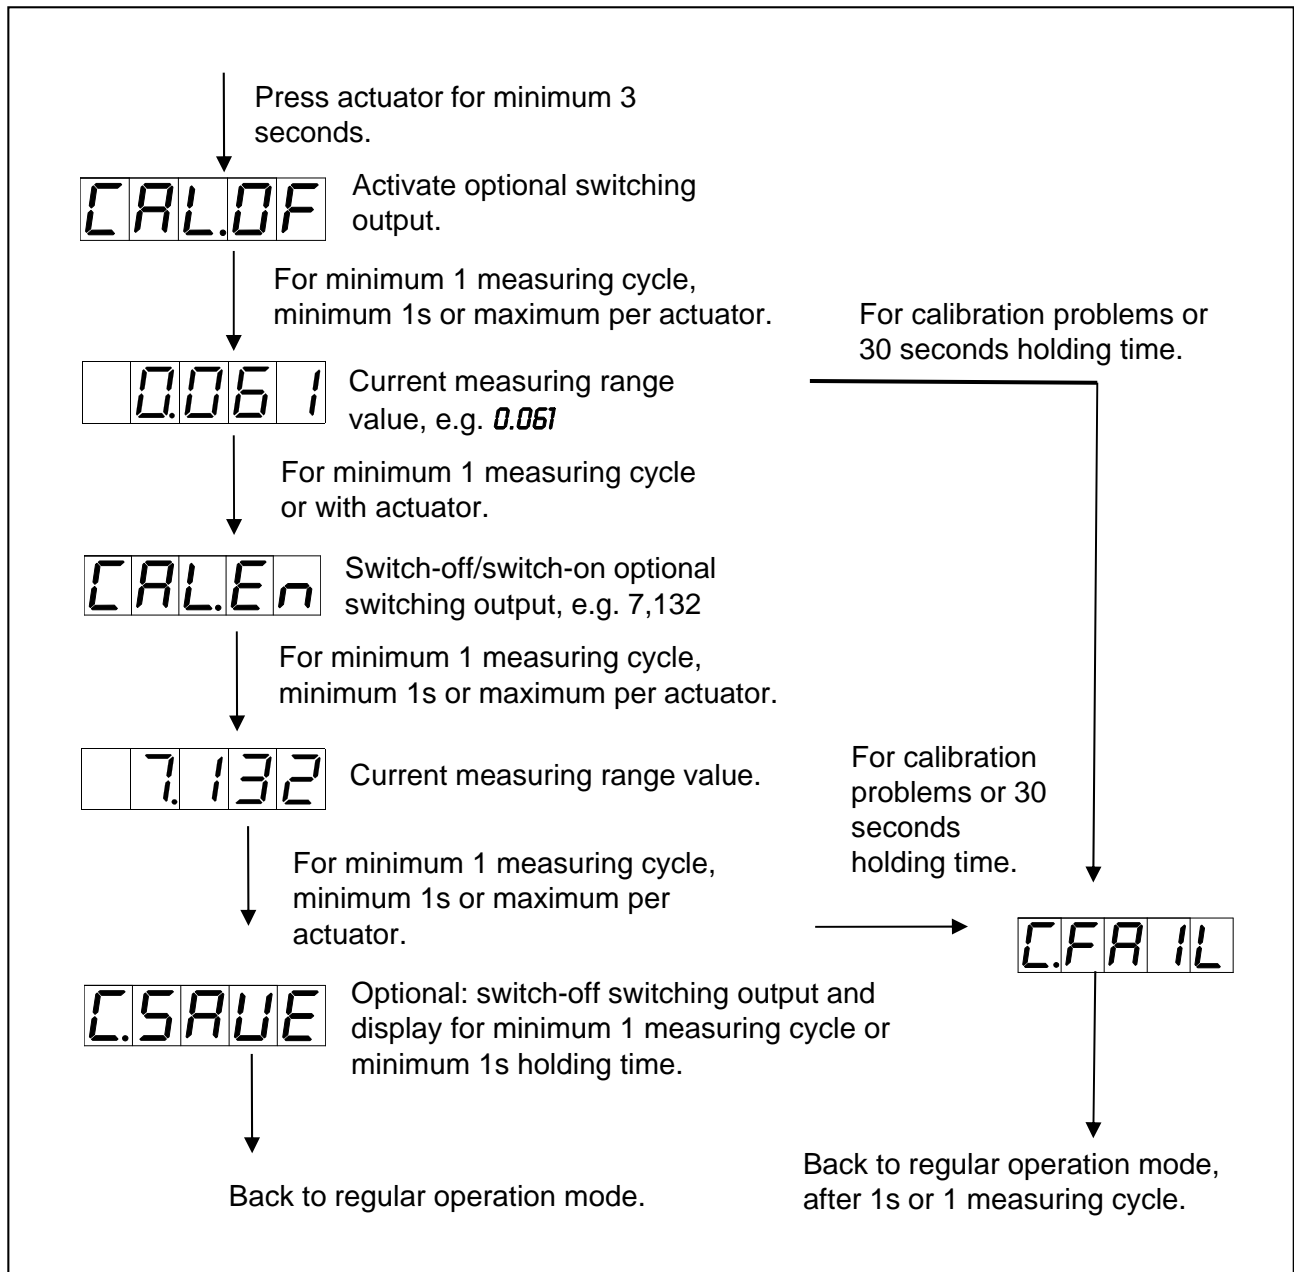 Press actuator for minimum 3
seconds.
CAL.OF
Activate optional switching
output.
For minimum 1 measuring cycle,
minimum 1s or maximum per actuator.
For calibration problems or
30 seconds holding time.
0.061
Current measuring range
value, e.g. 0.061
For minimum 1 measuring cycle
or with actuator.
CAL.En
Switch-off/switch-on optional
switching output, e.g. 7,132
For minimum 1 measuring cycle,
minimum 1s or maximum per actuator.
7.132
Current measuring range value.
For calibration
problems or 30
seconds
holding time.
For minimum 1 measuring cycle,
minimum 1s or maximum per
actuator.
C.FAIL
C.SAVE
Optional: switch-off switching output and
display for minimum 1 measuring cycle or
minimum 1s holding time.
Back to regular operation mode.
Back to regular operation mode,
after 1s or 1 measuring cycle.